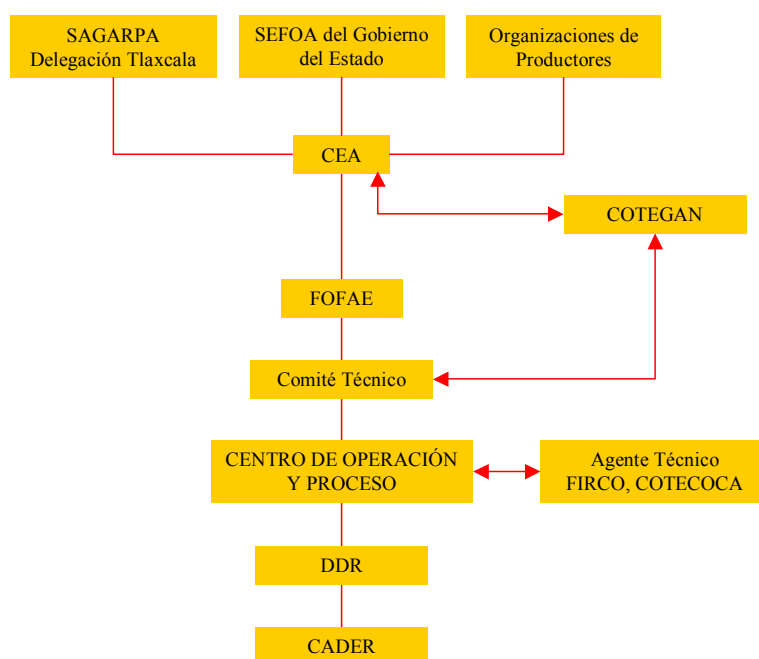 SAGARPA
Delegación Tlaxcala
SEFOA del Gobierno
del Estado
Organizaciones de
Productores
CEA
COTEGAN
FOFAE
Comité Técnico
CENTRO DE OPERACIÓN
Y PROCESO
Agente Técnico
FIRCO, COTECOCA
DDR
CADER